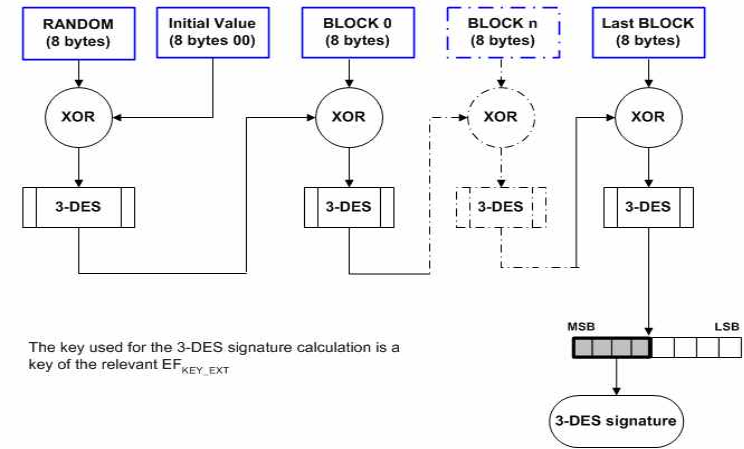 RANDOM
(8 bytes)
Initial Value
(8 bytes 00)
BLOCK 0
(8 bytes)
BLOCK n
(8 bytes)
Last BLOCK
(8 bytes)
XOR
XOR
XOR
XOR
3-DES
3-DES
3-DES
3-DES
MSB
LSB
The key used for the 3-DES signature calculation is a
key of the relevant EF KEY_EXT
3-DES signature